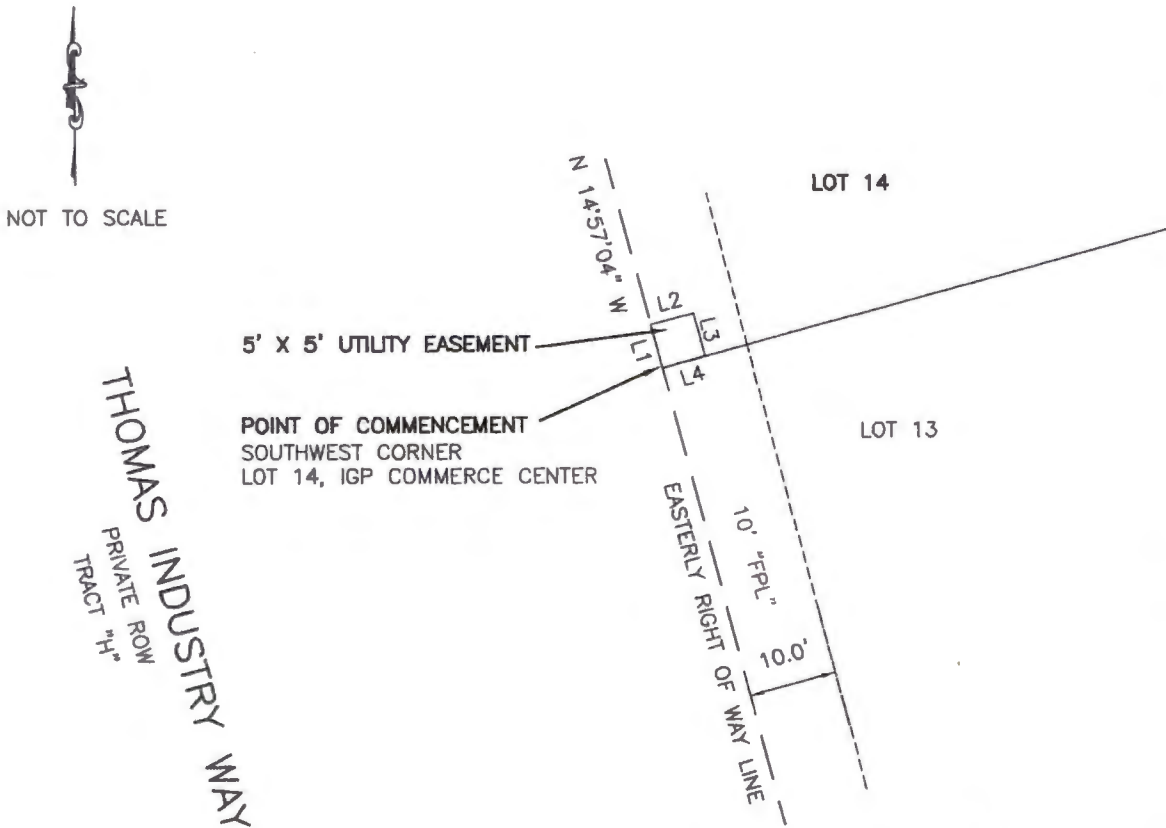 NOT TO SCALE
N 14°57'04" W
LOT 14
L2
L3
L1
L4
5' X 5' UTILITY EASEMENT
POINT OF COMMENCEMENT
SOUTHWEST CORNER
LOT 14, IGP COMMERCE CENTER
LOT 13
THOMAS INDUSTRY WAY
PRIVATE ROW
TRACT "H"
EASTERLY RIGHT OF WAY LINE
10' "FPL"
10.0'